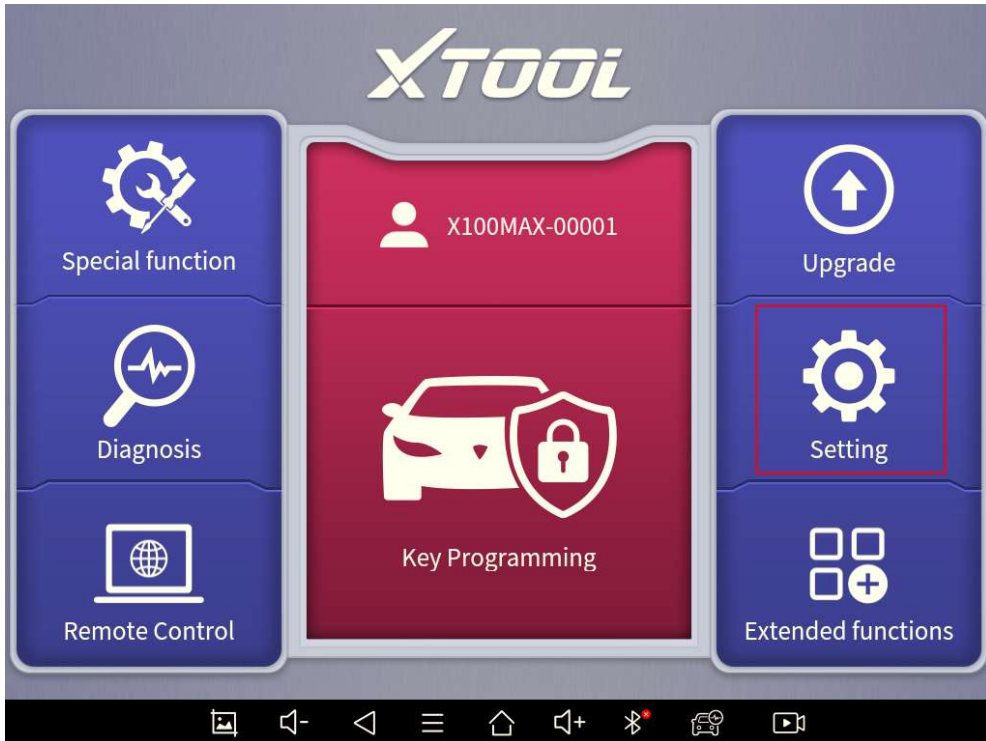 XTOOL
Special function
X100MAX-00001
Upgrade
Diagnosis
Setting
Key Programming
Remote Control
Extended functions